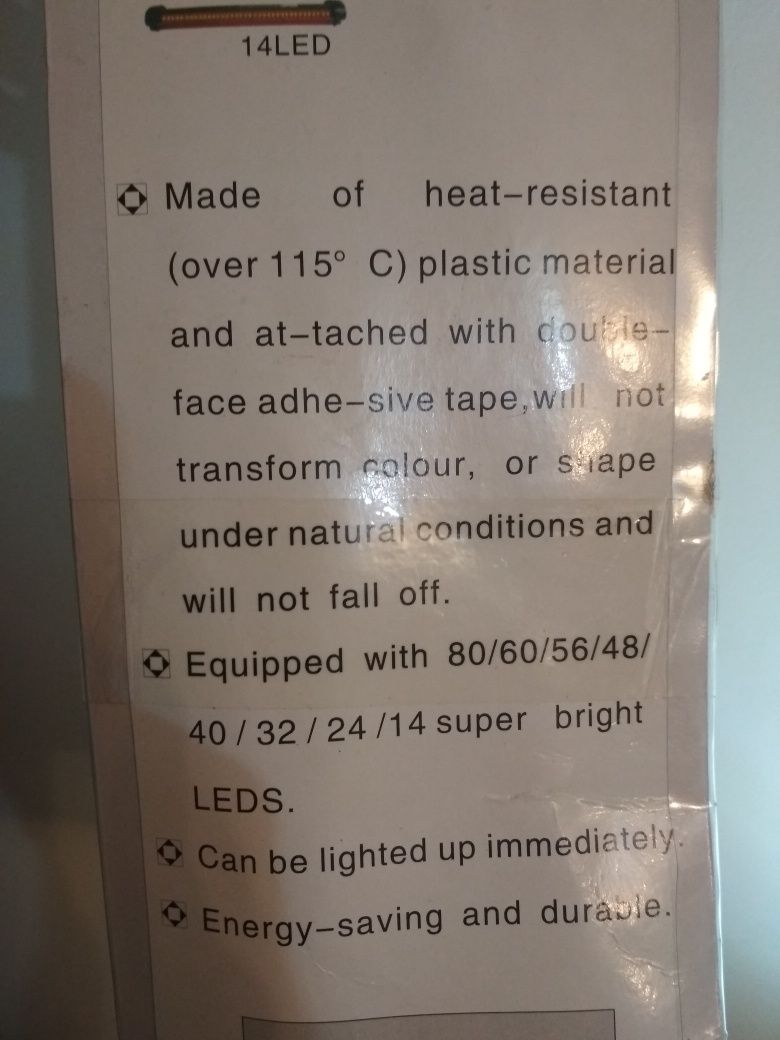 14LED
Made of heat-resistant
(over 115° C) plastic material
and at-tached with double-
face adhe-sive tape,will not
transform colour, or shape
under natural conditions and
will not fall off.
Equipped with 80/60/56/48/
40 / 32 / 24 /14 super bright
LEDS.
Can be lighted up immediately.
Energy-saving and durable.